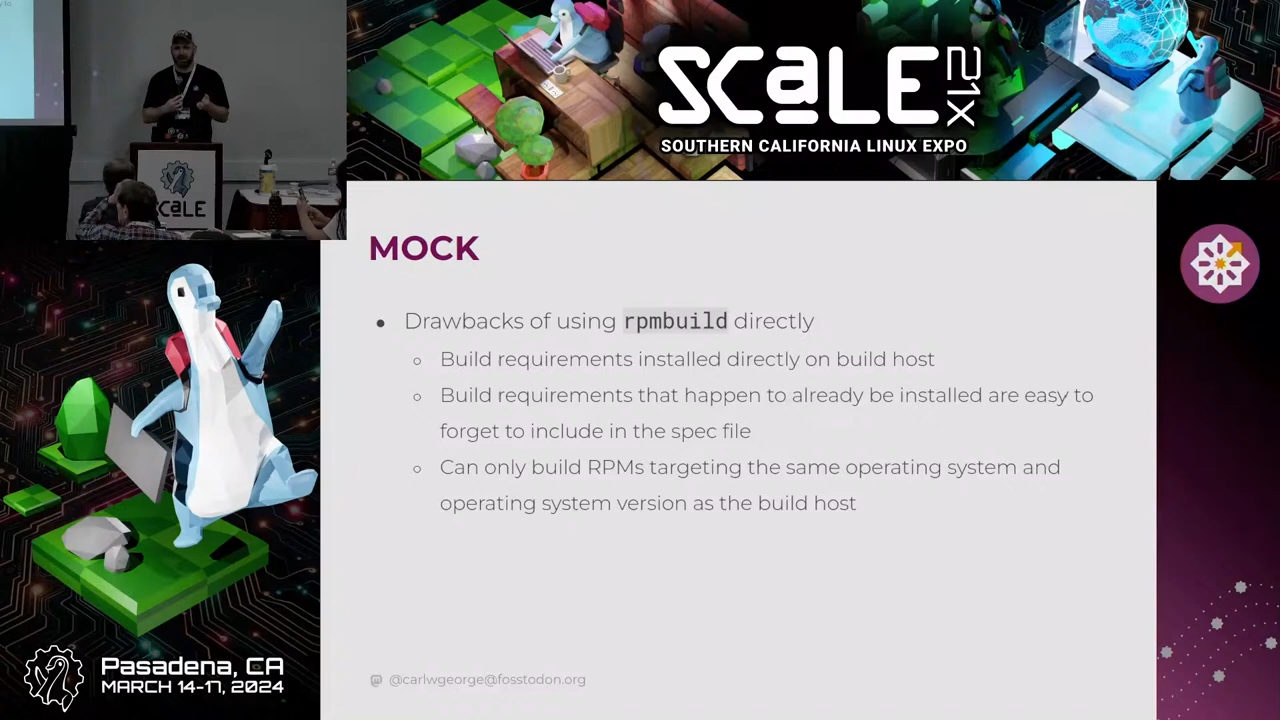 SCaLE 21X
SOUTHERN CALIFORNIA LINUX EXPO
SCaLE
MOCK
• Drawbacks of using rpmbuild directly
○ Build requirements installed directly on build host
○ Build requirements that happen to already be installed are easy to
forget to include in the spec file
○ Can only build RPMs targeting the same operating system and
operating system version as the build host
@carlwgeorge@fosstodon.org
Pasadena, CA
MARCH 14-17, 2024